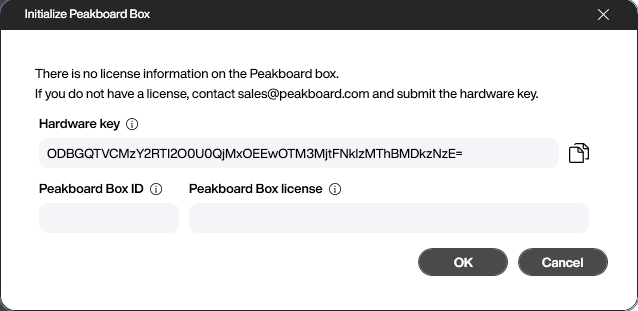 Initialize Peakboard Box
There is no license information on the Peakboard box.
If you do not have a license, contact sales@peakboard.com and submit the hardware key.
Hardware key
ODBGQTVCMzY2RTI2O0U0QjMxOEEwOTM3MjtFNklzMThBMDkzNzE=
Peakboard Box ID
Peakboard Box license
OK
Cancel